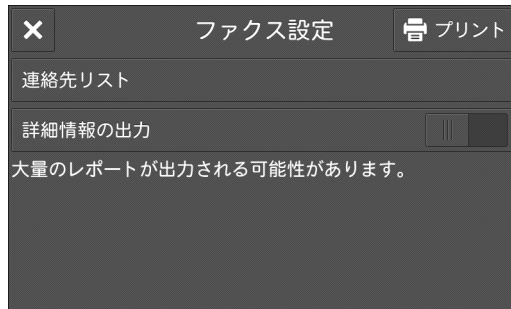 ファクス設定
プリント
連絡先リスト
詳細情報の出力
大量のレポートが出力される可能性があります。